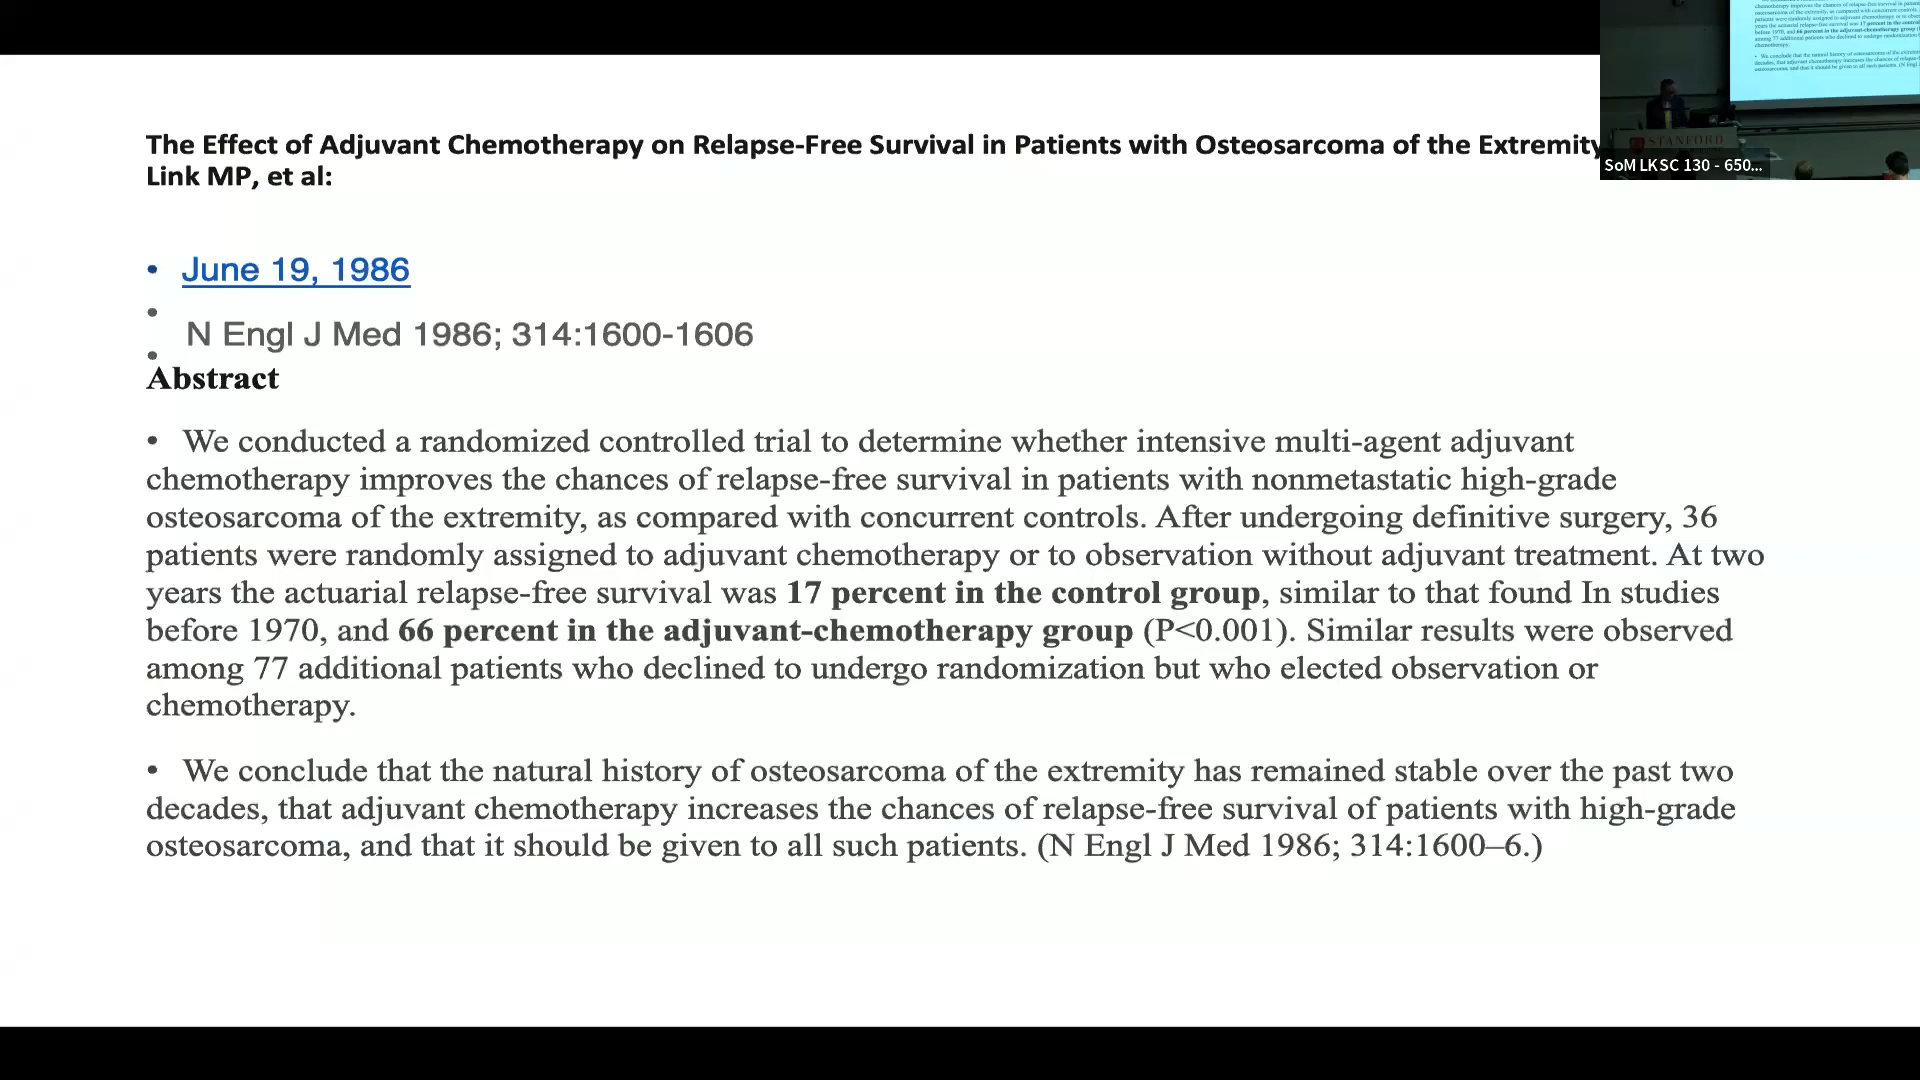 The Effect of Adjuvant Chemotherapy on Relapse-Free Survival in Patients with Osteosarcoma of the Extremity
Link MP, et al:
• June 19, 1986
•
N Engl J Med 1986; 314:1600-1606
•
Abstract
• We conducted a randomized controlled trial to determine whether intensive multi-agent adjuvant
chemotherapy improves the chances of relapse-free survival in patients with nonmetastatic high-grade
osteosarcoma of the extremity, as compared with concurrent controls. After undergoing definitive surgery, 36
patients were randomly assigned to adjuvant chemotherapy or to observation without adjuvant treatment. At two
years the actuarial relapse-free survival was 17 percent in the control group, similar to that found In studies
before 1970, and 66 percent in the adjuvant-chemotherapy group (P<0.001). Similar results were observed
among 77 additional patients who declined to undergo randomization but who elected observation or
chemotherapy.
• We conclude that the natural history of osteosarcoma of the extremity has remained stable over the past two
decades, that adjuvant chemotherapy increases the chances of relapse-free survival of patients with high-grade
osteosarcoma, and that it should be given to all such patients. (N Engl J Med 1986; 314:1600–6.)
STANFORD
SoM LKSC 130 - 650...